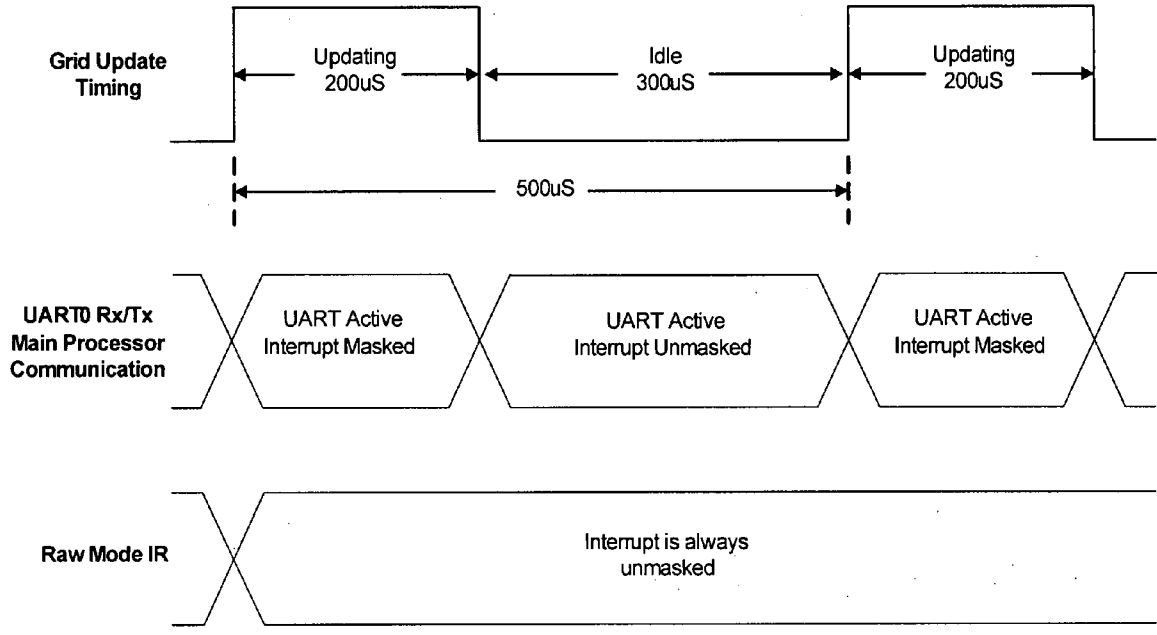 Grid Update
Timing
Updating
200uS
Idle
300uS
Updating
200uS
500uS
UART0 Rx/Tx
Main Processor
Communication
UART Active
Interrupt Masked
UART Active
Interrupt Unmasked
UART Active
Interrupt Masked
Raw Mode IR
Interrupt is always
unmasked